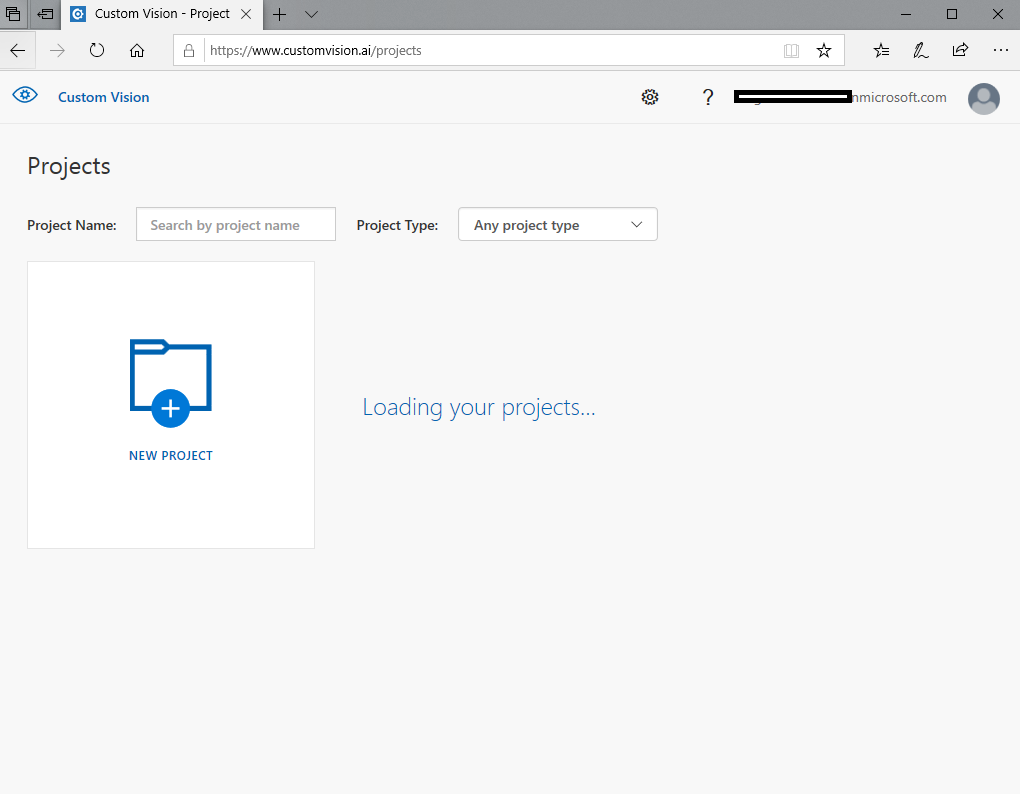 Custom Vision - Project
https://www.customvision.ai/projects
Custom Vision
? nmicrosoft.com
Projects
Project Name: Search by project name Project Type: Any project type
Loading your projects...
NEW PROJECT